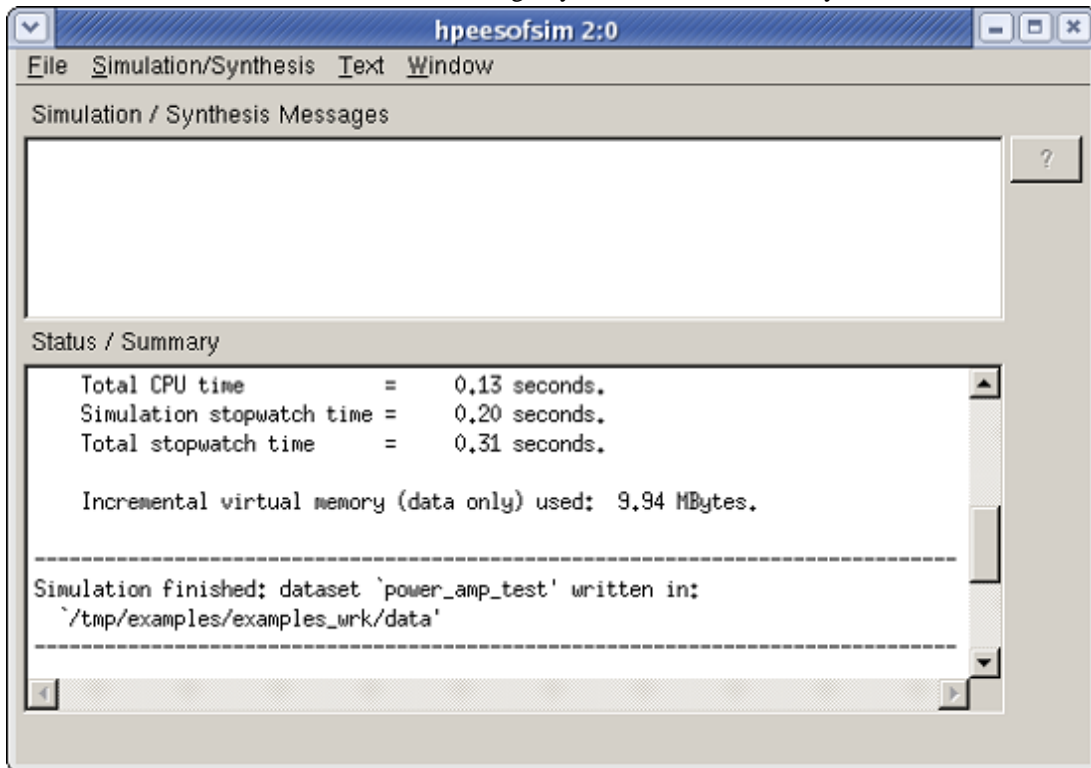 hpeesofsim 2:0
File Simulation/Synthesis Text Window
Simulation / Synthesis Messages
?
Status / Summary
Total CPU time = 0.13 seconds.
Simulation stopwatch time = 0.20 seconds.
Total stopwatch time = 0.31 seconds.
Incremental virtual memory (data only) used: 9.94 MBytes.
--------------------------------------------------------------------------------
Simulation finished: dataset `power_amp_test' written in:
`/tmp/examples/examples_wrk/data'
--------------------------------------------------------------------------------